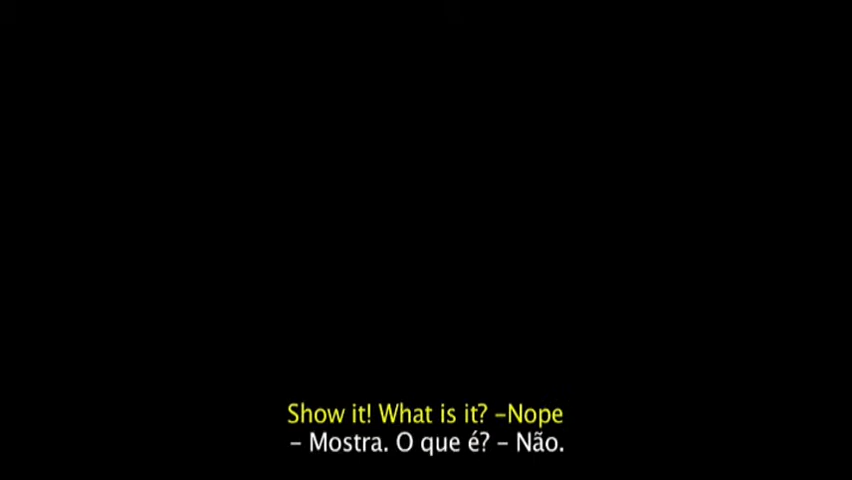 Show it! What is it? -Nope
- Mostra. O que é? - Não.